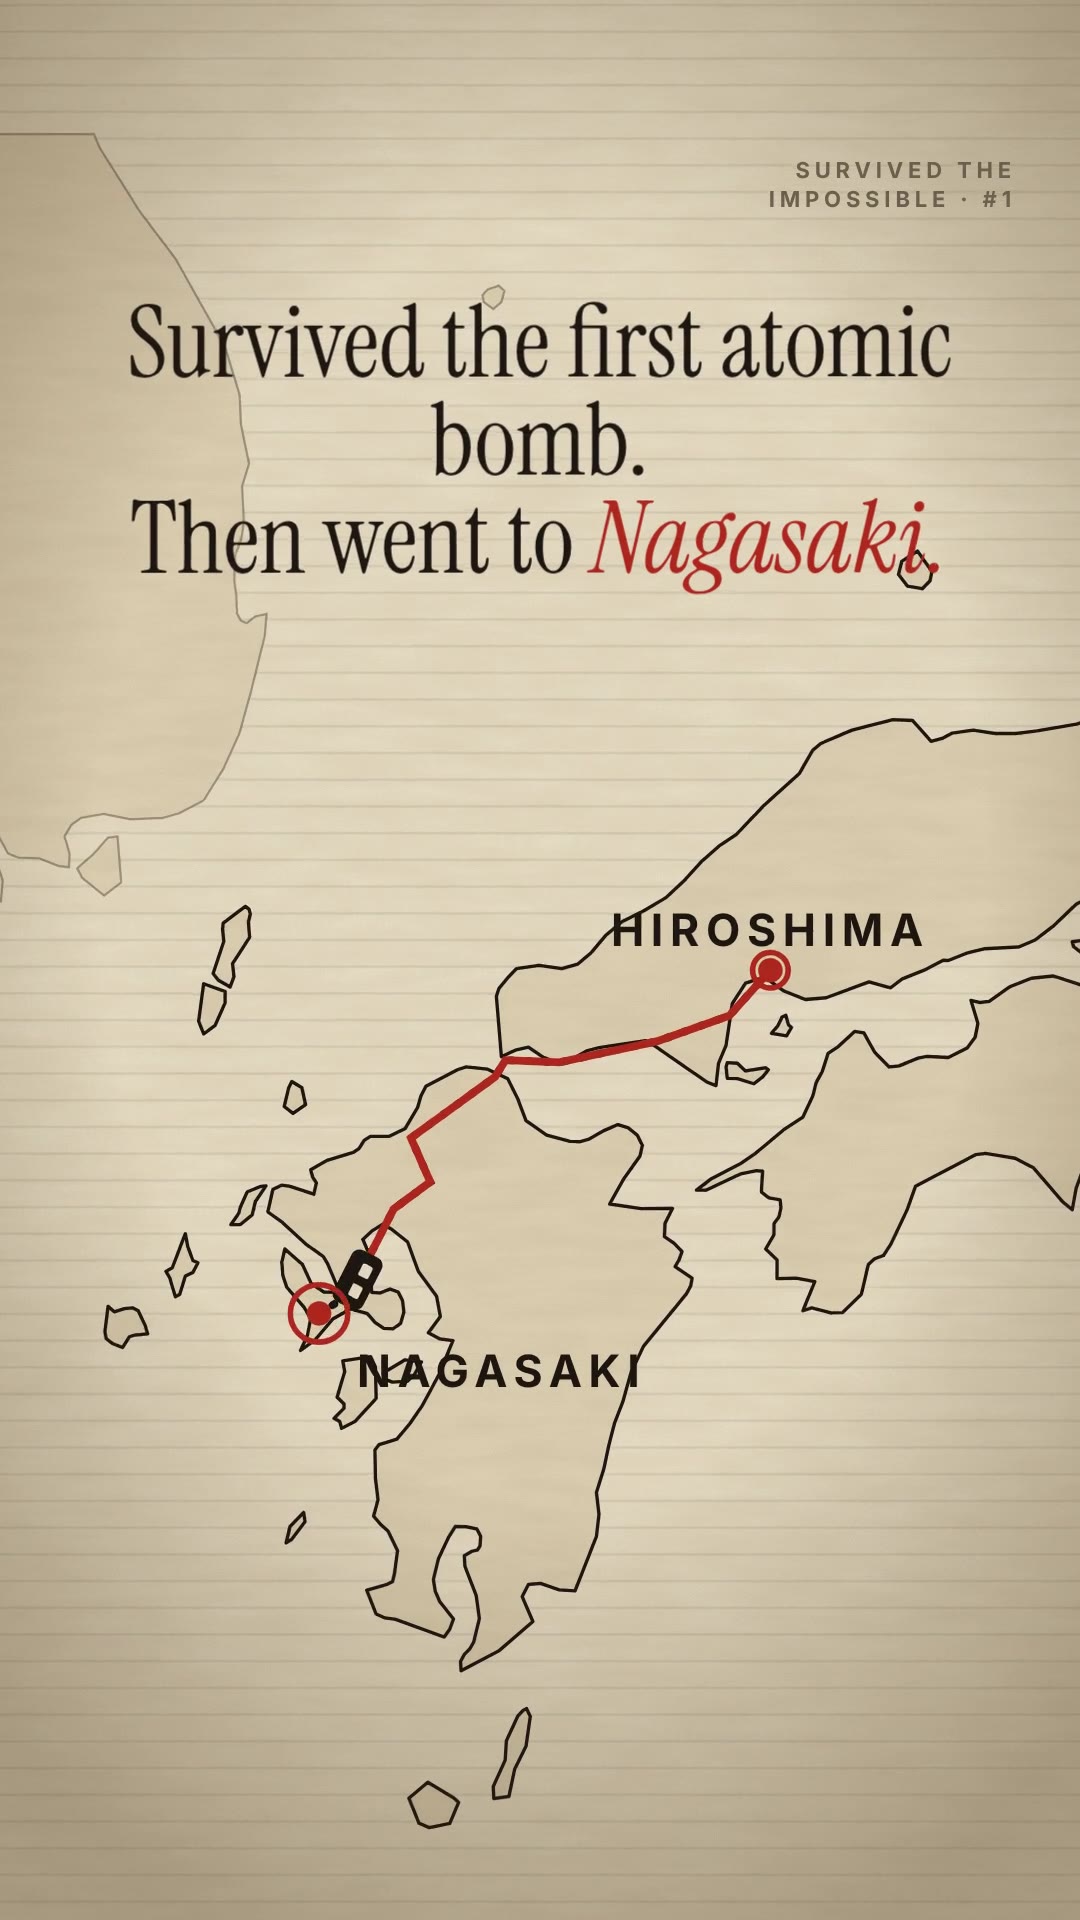 SURVIVED THE
IMPOSSIBLE · #1
Survived the first atomic
bomb.
Then went to Nagasaki.
HIROSHIMA
NAGASAKI